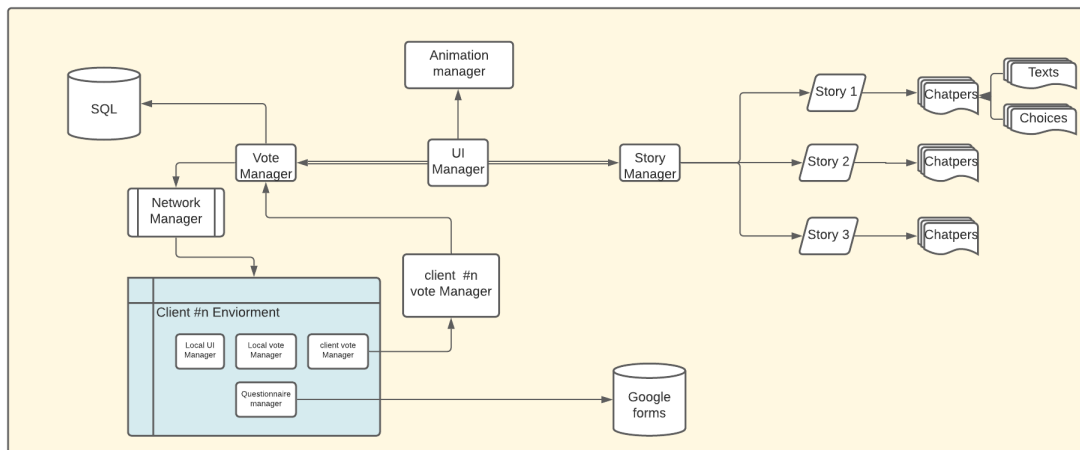 Animation
manager
SQL
Vote
Manager
UI
Manager
Story
Manager
Story 1
Chatpers
Texts
Choices
Story 2
Chatpers
Story 3
Chatpers
Network
Manager
client #n
vote Manager
Client #n Enviorment
Local UI
Manager
Local vote
Manager
client vote
Manager
Questionnaire
manager
Google
forms